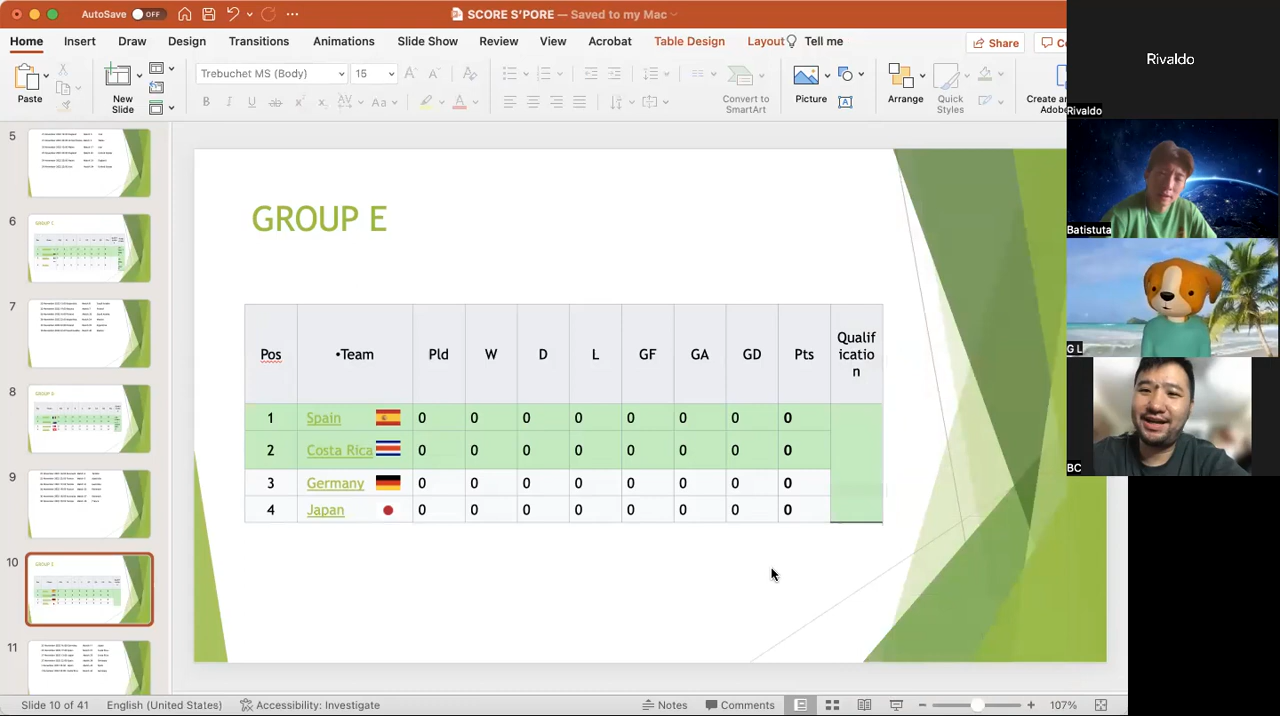 AutoSave OFF SCORE S'PORE — Saved to my Mac
Home Insert Draw Design Transitions Animations Slide Show Review View Acrobat Table Design Layout Tell me Share
Paste New Slide Trebuchet MS (Body) 15 Convert to SmartArt Picture Arrange Quick Styles Create an
5
6
GROUP C
7
8
9
10
GROUP E
11
GROUP E
Pos •Team Pld W D L GF GA GD Pts Qualification
1 Spain 0 0 0 0 0 0 0 0
2 Costa Rica 0 0 0 0 0 0 0 0
3 Germany 0 0 0 0 0 0 0 0
4 Japan 0 0 0 0 0 0 0 0
Rivaldo
Rivaldo
Batistuta
G L
BC
Slide 10 of 41 English (United States) Accessibility: Investigate Notes Comments 107%